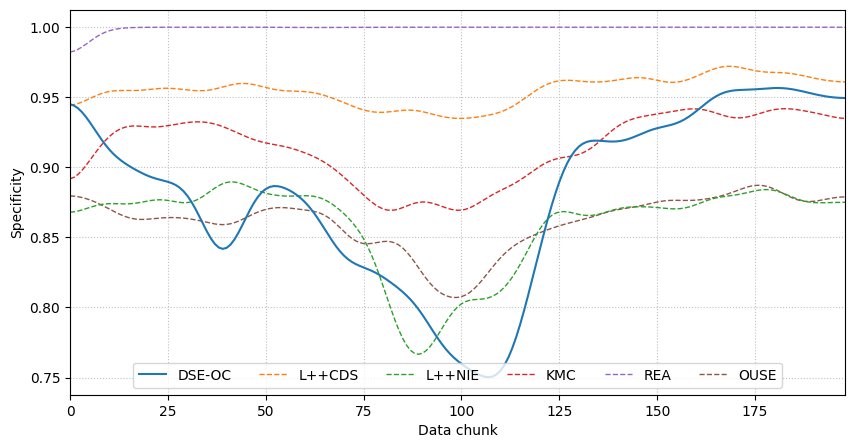 1.00
0.95
0.90
0.85
0.80
0.75
Specificity
0 25 50 75 100 125 150 175
Data chunk
DSE-OC L++CDS L++NIE KMC REA OUSE